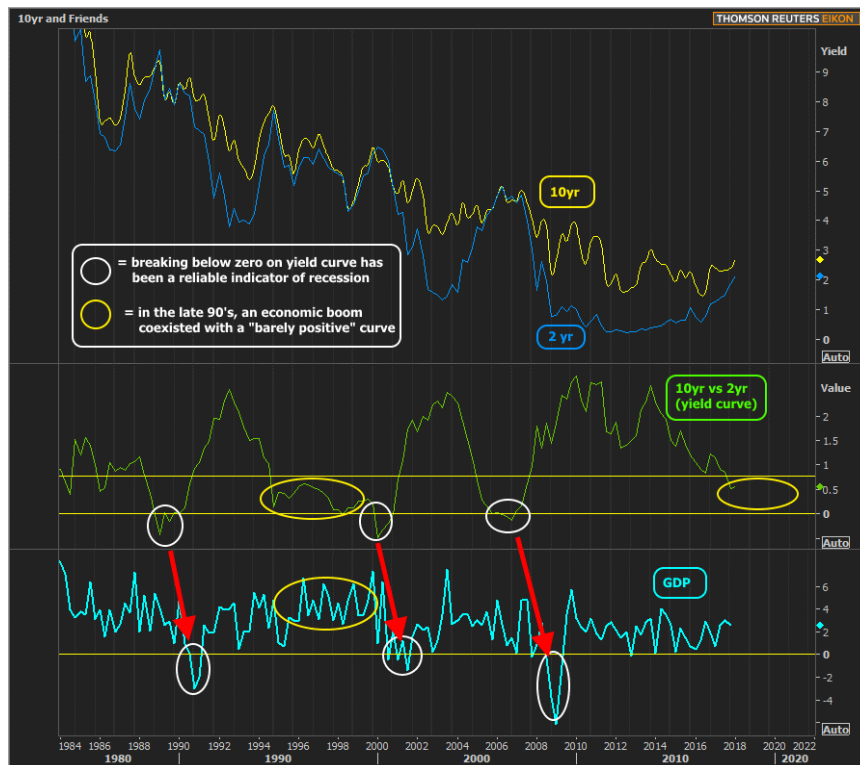 10yr and Friends
THOMSON REUTERS EIKON
Yield
9
8
7
6
5
4
3
2
1
0
Auto
10yr
2 yr
= breaking below zero on yield curve has
been a reliable indicator of recession
= in the late 90's, an economic boom
coexisted with a "barely positive" curve
Value
2
1.5
1
0.5
0
Auto
10yr vs 2yr
(yield curve)
GDP
6
4
2
0
-2
-4
Auto
1984 1986 1988 1990 1992 1994 1996 1998 2000 2002 2004 2006 2008 2010 2012 2014 2016 2018 2020 2022
1980 1990 2000 2010 2020